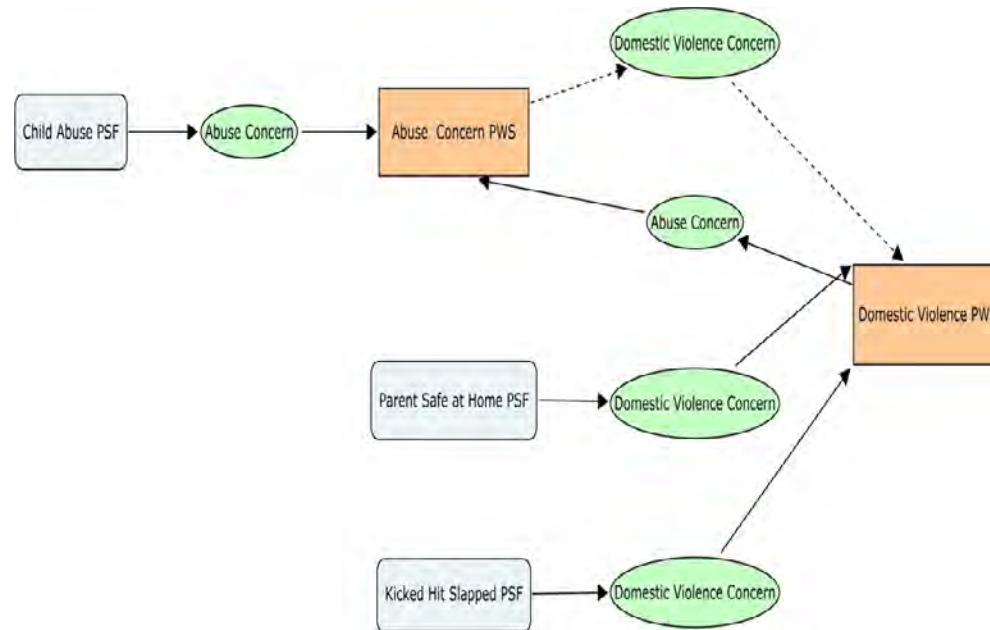 Domestic Violence Concern
Child Abuse PSF
Abuse Concern
Abuse Concern PWS
Abuse Concern
Domestic Violence PW
Parent Safe at Home PSF
Domestic Violence Concern
Kicked Hit Slapped PSF
Domestic Violence Concern